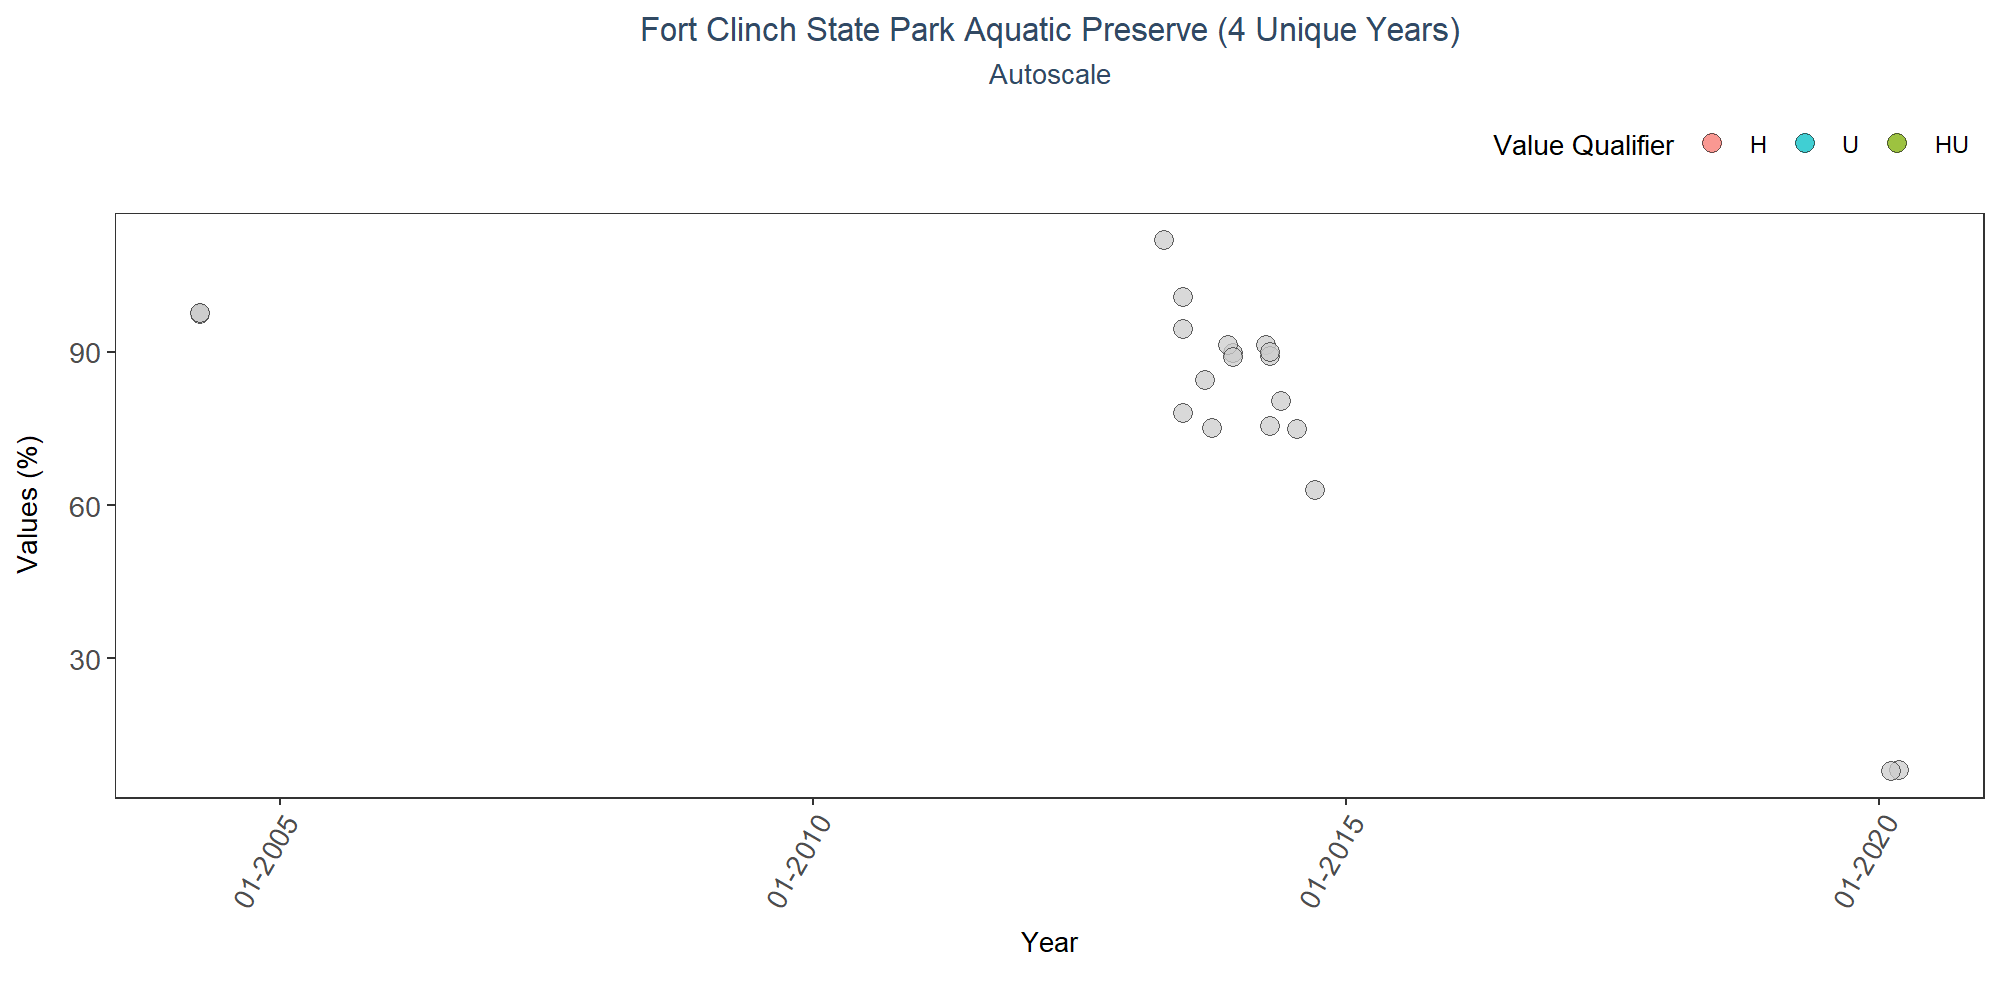 Fort Clinch State Park Aquatic Preserve (4 Unique Years)
Autoscale
Value Qualifier H U HU
Values (%)
90
60
30
01-2005 01-2010 01-2015 01-2020
Year